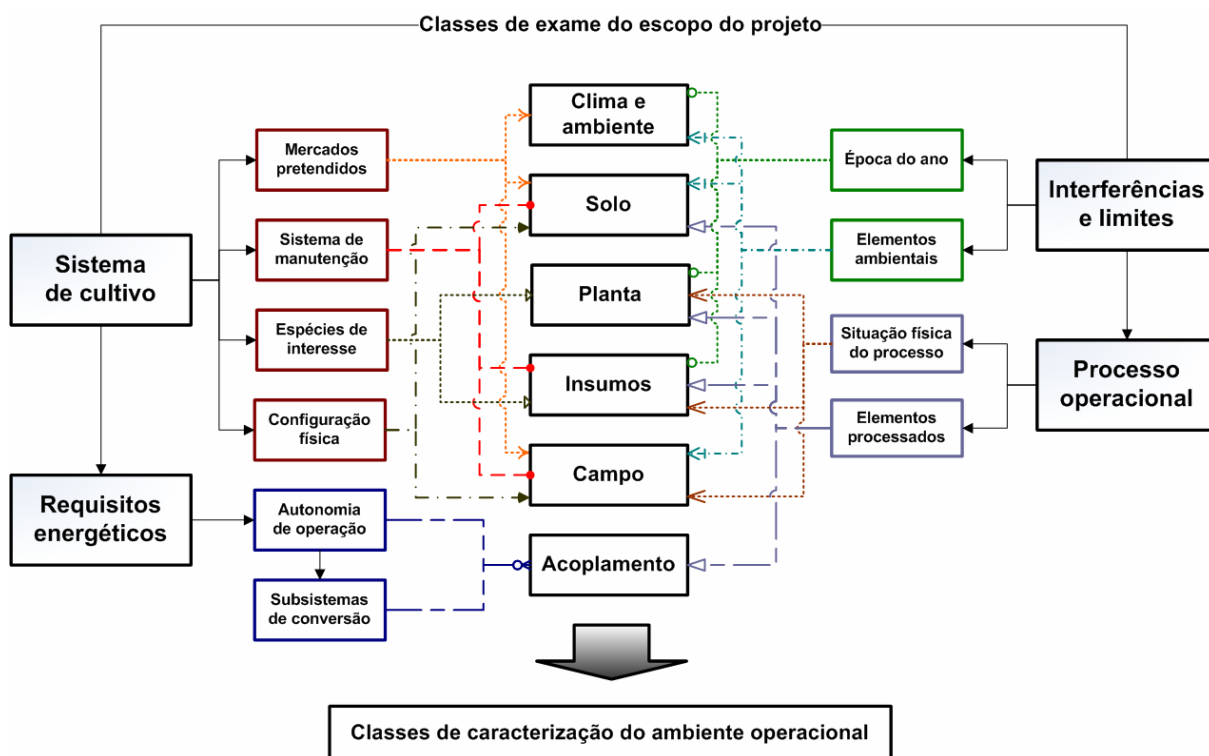 Classes de exame do escopo do projeto
Sistema
de cultivo
Requisitos
energéticos
Mercados
pretendidos
Sistema de
manutenção
Espécies de
interesse
Configuração
física
Autonomia
de operação
Subsistemas
de conversão
Clima e
ambiente
Solo
Planta
Insumos
Campo
Acoplamento
Época do ano
Elementos
ambientais
Situação física
do processo
Elementos
processados
Interferências
e limites
Processo
operacional
Classes de caracterização do ambiente operacional